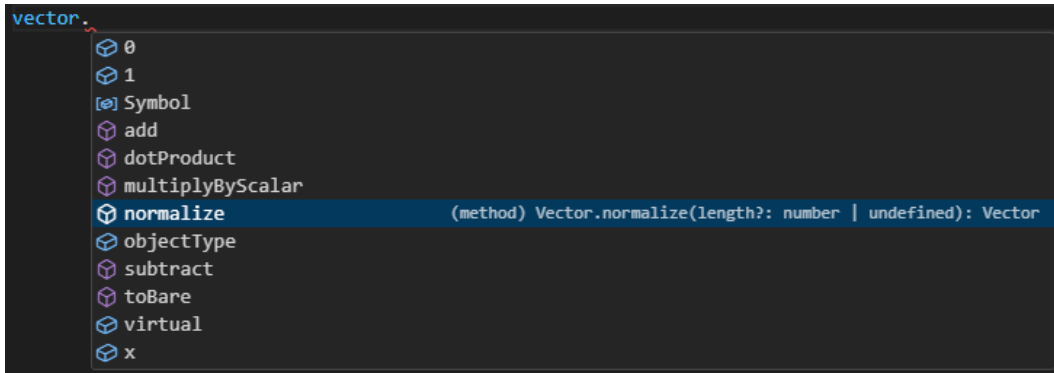 vector.
0
1
Symbol
add
dotProduct
multiplyByScalar
normalize (method) Vector.normalize(length?: number | undefined): Vector
objectType
subtract
toBare
virtual
x